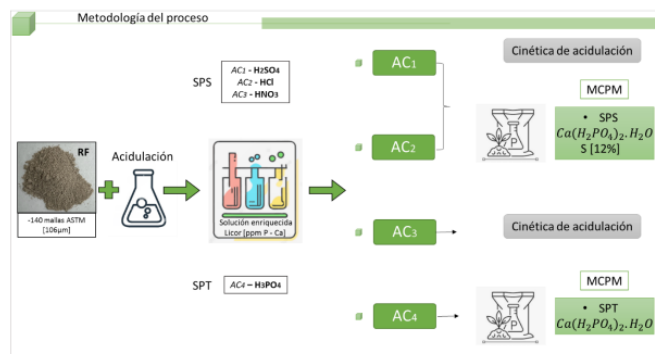 Metodología del proceso
SPS
AC1 - H2SO4
AC2 - HCl
AC3 - HNO3
RF
-140 mallas ASTM
[106μm]
Acidulación
Solución enriquecida
Licor [ppm P - Ca]
SPT
AC4 – H3PO4
AC1
AC2
AC3
AC4
Cinética de acidulación
MCPM
P
• SPS
Ca(H2PO4)2.H2O
S [12%]
Cinética de acidulación
MCPM
P
• SPT
Ca(H2PO4)2.H2O